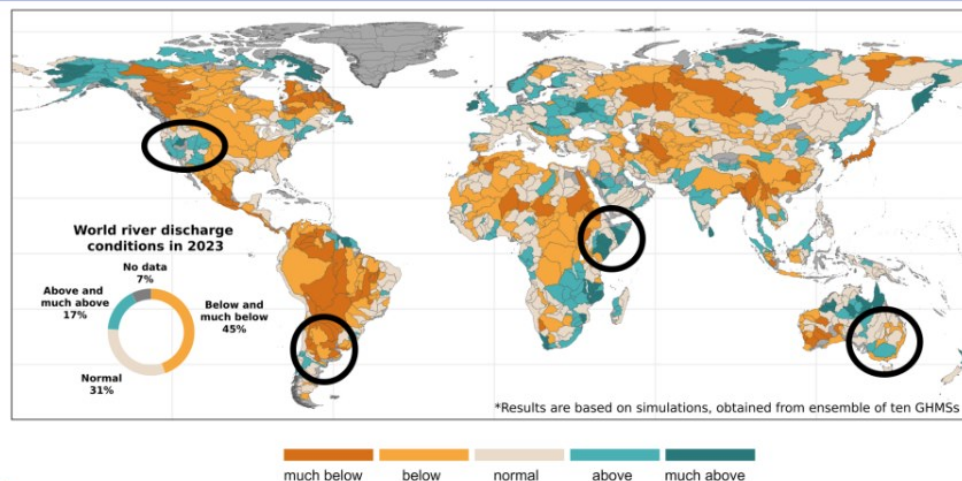 World river discharge
conditions in 2023
No data
7%
Above and
much above
17%
Below and
much below
45%
Normal
31%
*Results are based on simulations, obtained from ensemble of ten GHMSs
much below
below
normal
above
much above